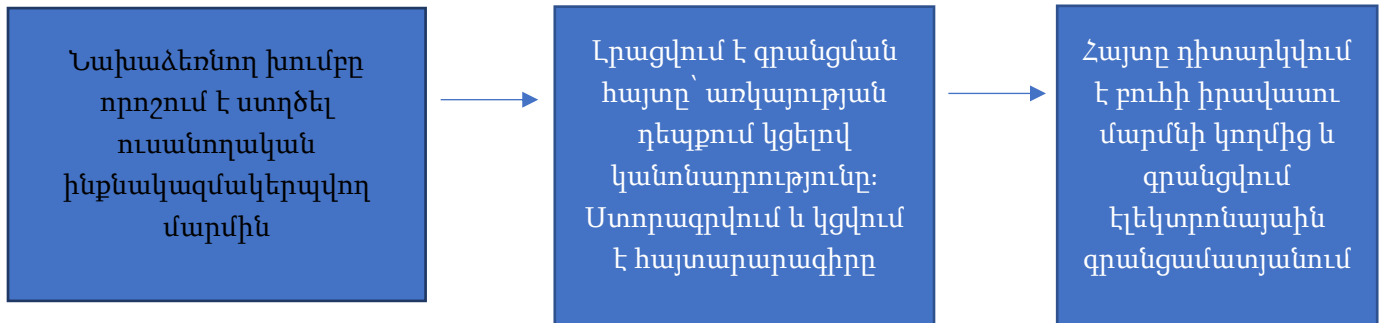 Նախաձեռնող խումբը
որոշում է ստղծել
ուսանողական
ինքնակազմակերպվող
մարմին
Լրացվում է գրանցման
հայտը՝ առկայության
դեպքում կցելով
կանոնադրությունը։
Ստորագրվում և կցվում
է հայտարարագիրը
Հայտը դիտարկվում
է բուհի իրավասու
մարմնի կողմից և
գրանցվում
էլեկտրոնային
գրանցամատյանում